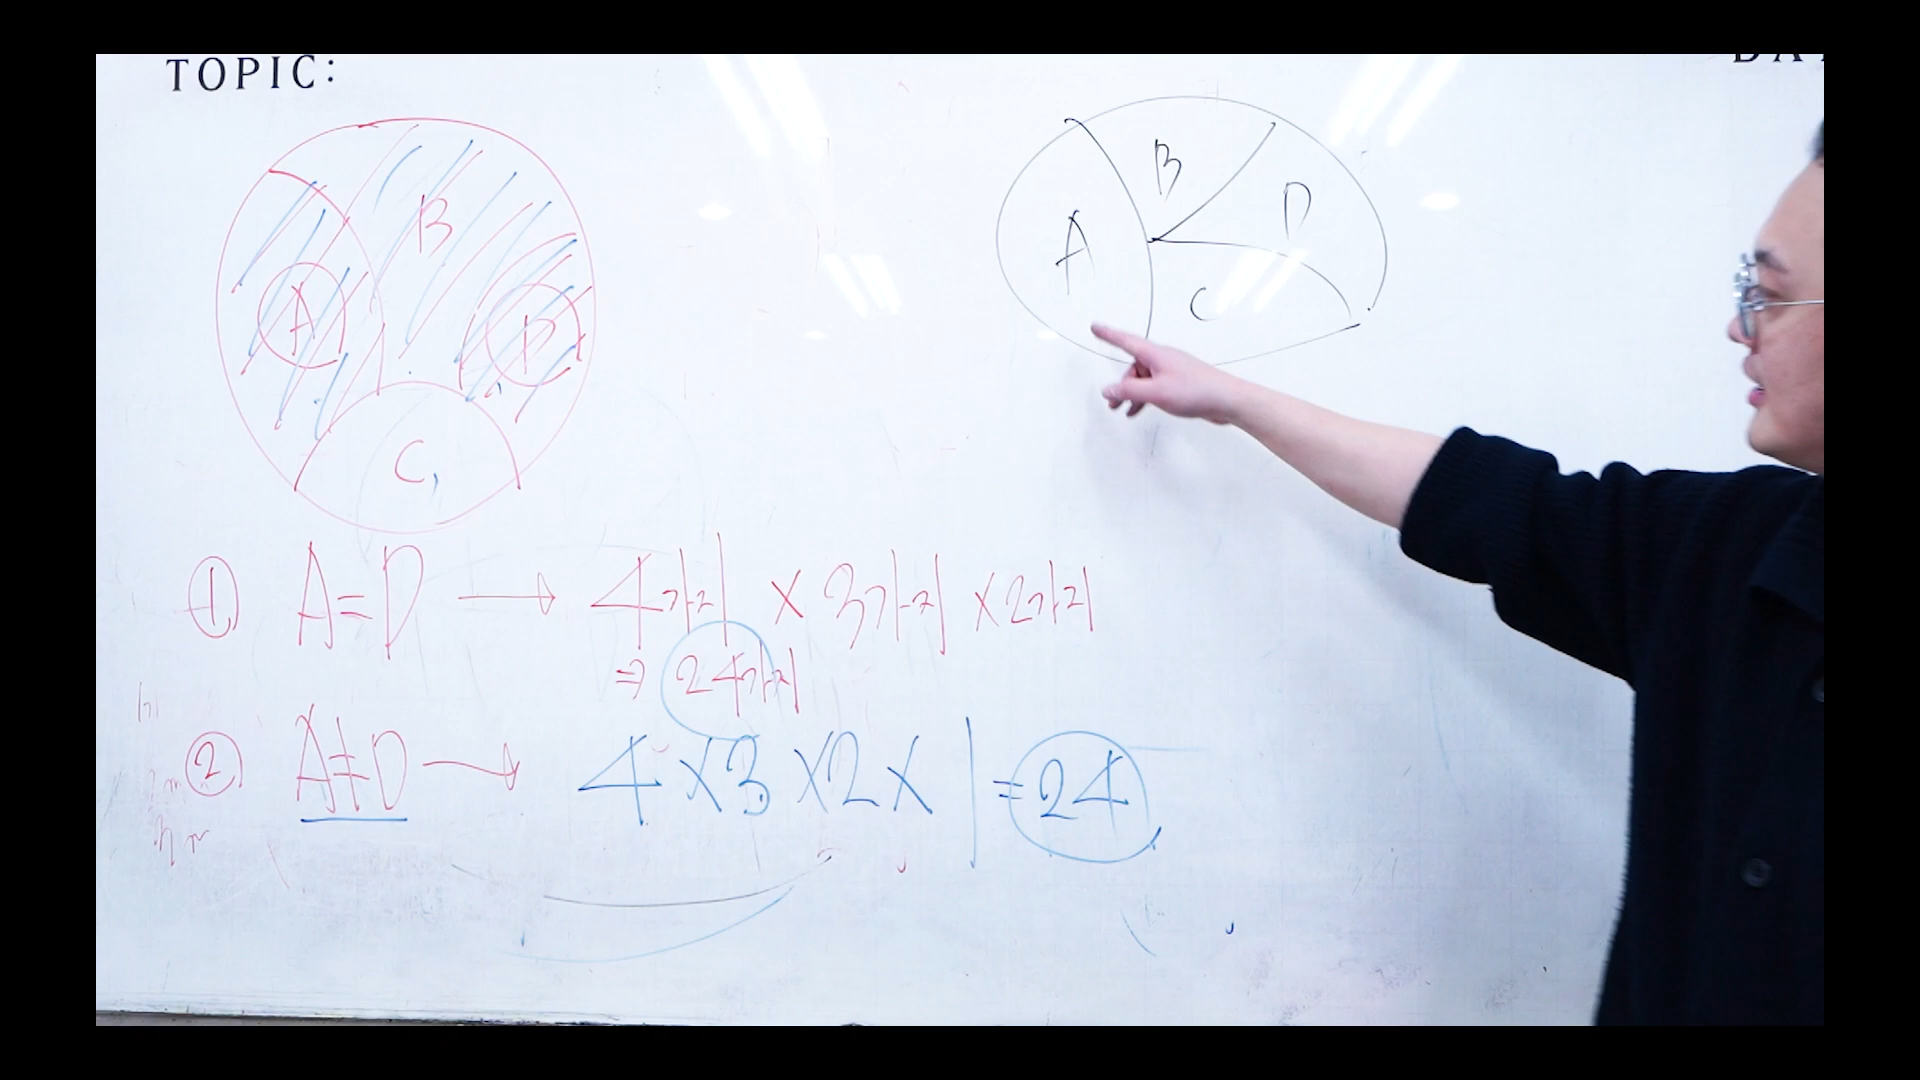 TOPIC:
A B D C
A B D C
① A=D → 4가지 × 3가지 × 2가지
⇒ 24가지
② A≠D → 4×3×2×1 = 24